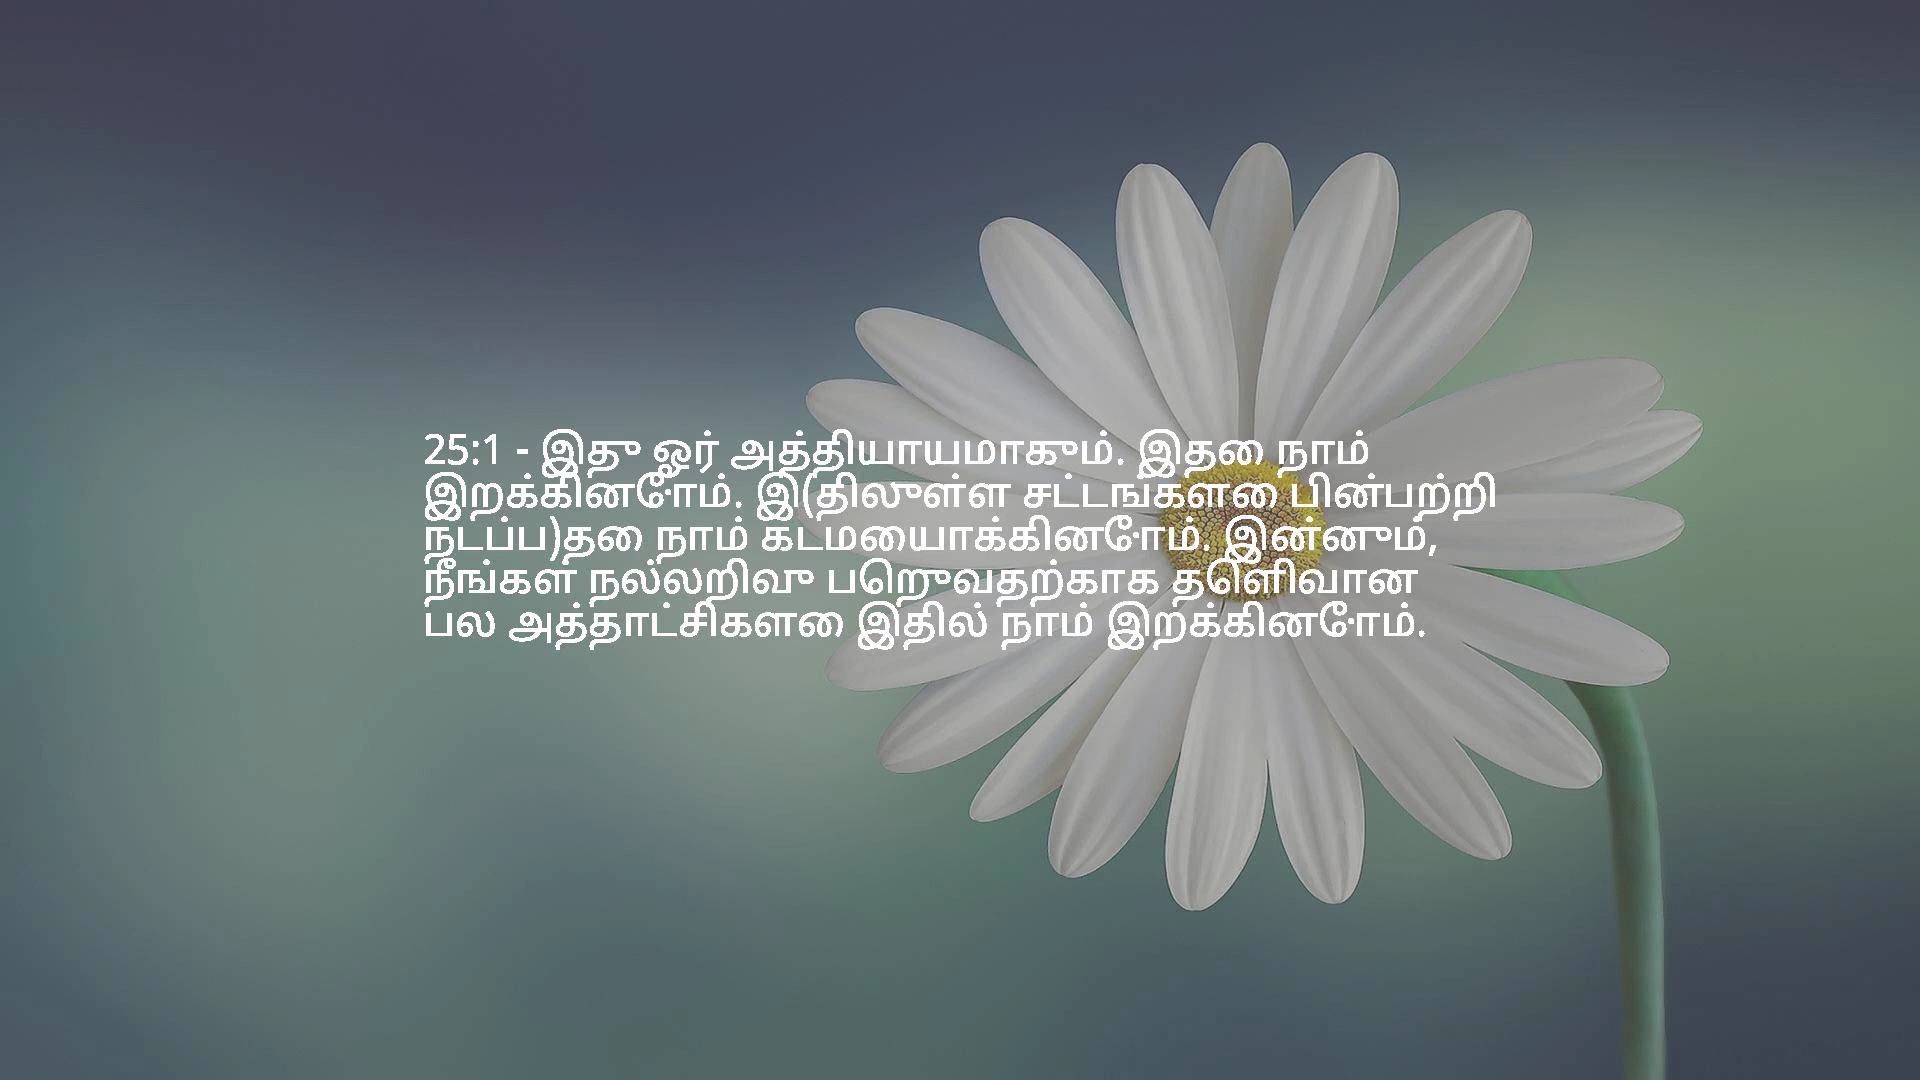 25:1 - இது ஓர் அத்தியாயமாகும். இதை நாம்
இறக்கினோம். இ(திலுள்ள சட்டங்களை பின்பற்றி
நடப்ப)தை நாம் கடமையாக்கினோம். இன்னும்,
நீங்கள் நல்லறிவு பெறுவதற்காக தெளிவான
பல அத்தாட்சிகளை இதில் நாம் இறக்கினோம்.